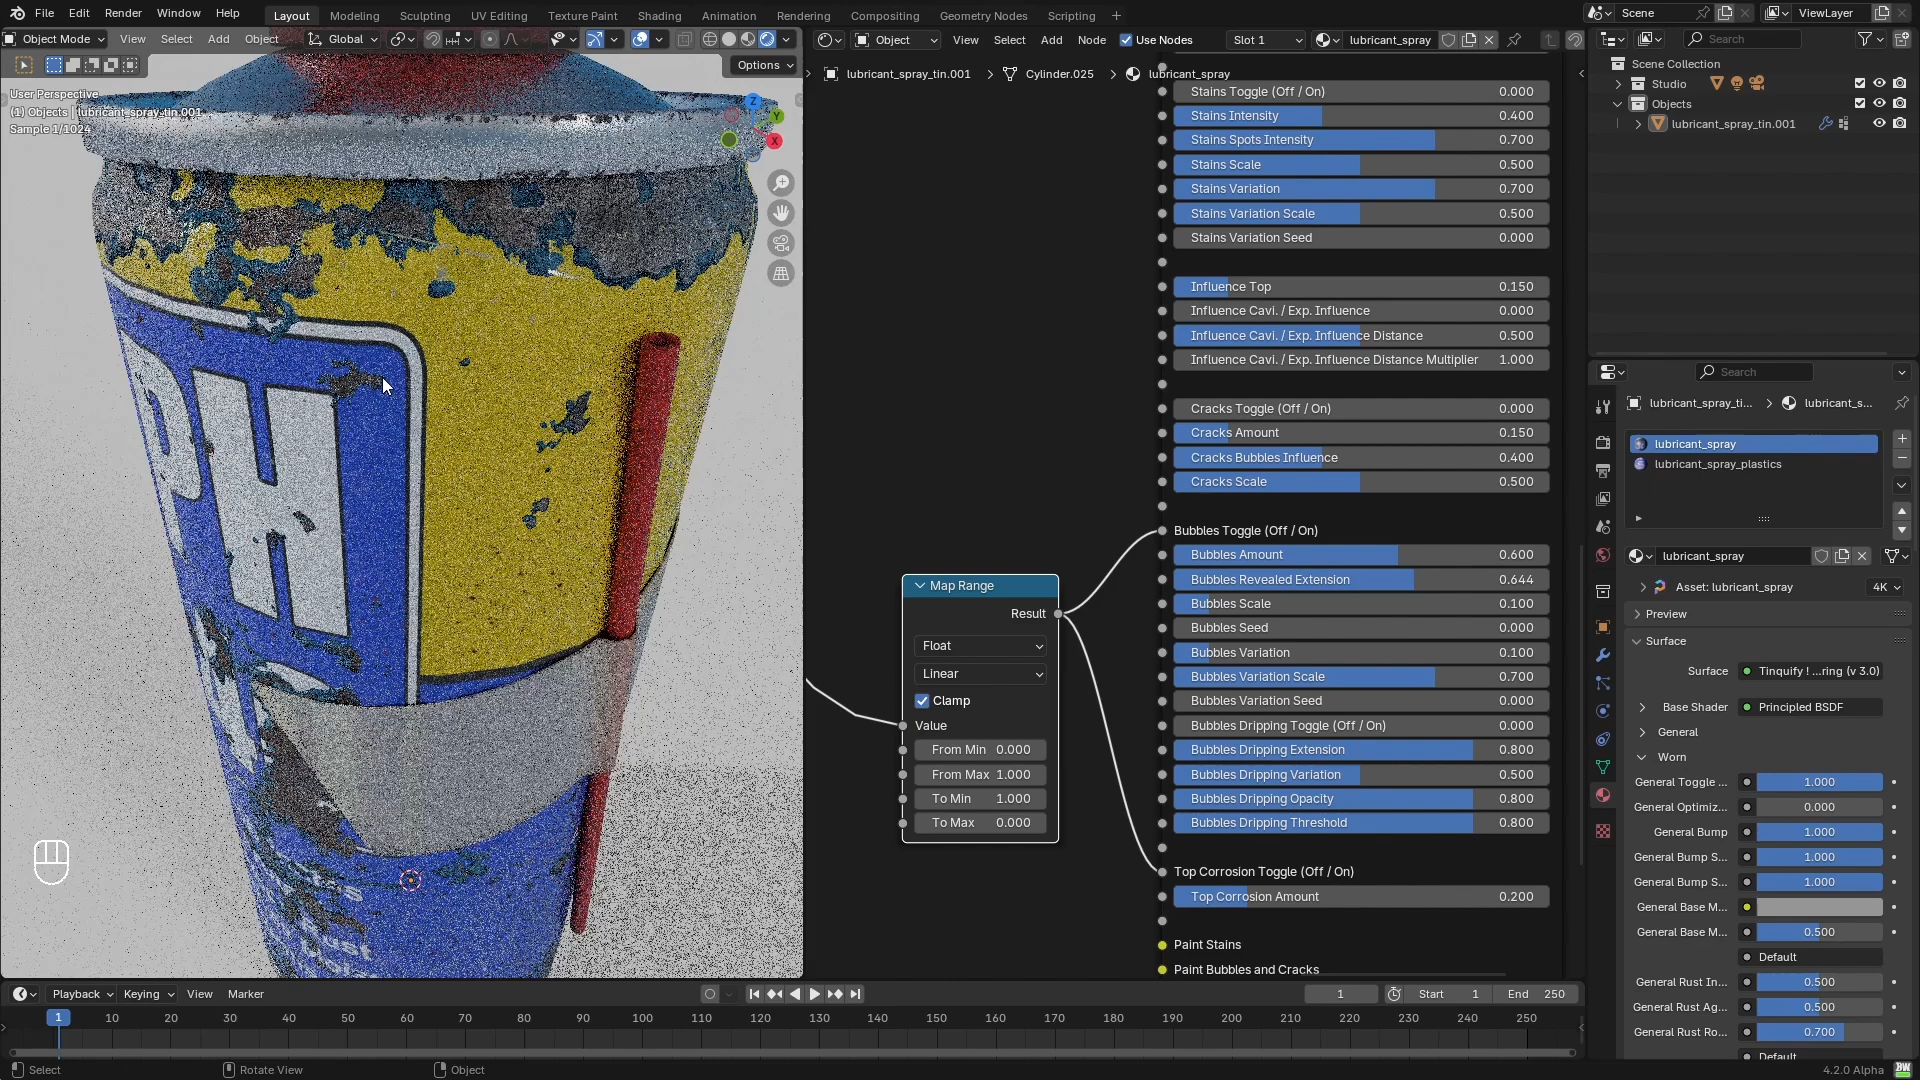 File Edit Render Window Help Layout Modeling Sculpting UV Editing Texture Paint Shading Animation Rendering Compositing Geometry Nodes Scripting + Scene ViewLayer
Object Mode View Select Add Object Global Object View Select Add Node Use Nodes Slot 1 lubricant_spray Search
Options
lubricant_spray_tin.001 > Cylinder.025 > lubricant_spray
User Perspective
(1) Objects | lubricant_spray_tin.001
Sample 1/1024
Z
Y
X
PH
Stains Toggle (Off / On) 0.000
Stains Intensity 0.400
Stains Spots Intensity 0.700
Stains Scale 0.500
Stains Variation 0.700
Stains Variation Scale 0.500
Stains Variation Seed 0.000
Influence Top 0.150
Influence Cavi. / Exp. Influence 0.000
Influence Cavi. / Exp. Influence Distance 0.500
Influence Cavi. / Exp. Influence Distance Multiplier 1.000
Cracks Toggle (Off / On) 0.000
Cracks Amount 0.150
Cracks Bubbles Influence 0.400
Cracks Scale 0.500
Bubbles Toggle (Off / On)
Bubbles Amount 0.600
Bubbles Revealed Extension 0.644
Bubbles Scale 0.100
Bubbles Seed 0.000
Bubbles Variation 0.100
Bubbles Variation Scale 0.700
Bubbles Variation Seed 0.000
Bubbles Dripping Toggle (Off / On) 0.000
Bubbles Dripping Extension 0.800
Bubbles Dripping Variation 0.500
Bubbles Dripping Opacity 0.800
Bubbles Dripping Threshold 0.800
Top Corrosion Toggle (Off / On)
Top Corrosion Amount 0.200
Paint Stains
Paint Bubbles and Cracks
Map Range
Result
Float
Linear
Clamp
Value
From Min 0.000
From Max 1.000
To Min 1.000
To Max 0.000
Scene Collection
Studio
Objects
lubricant_spray_tin.001
Search
lubricant_spray_ti... > lubricant_s...
lubricant_spray
lubricant_spray_plastics
lubricant_spray
Asset: lubricant_spray 4K
Preview
Surface
Surface Tinquify ! ...ring (v 3.0)
Base Shader Principled BSDF
General
Worn
General Toggle ... 1.000
General Optimiz... 0.000
General Bump 1.000
General Bump S... 1.000
General Bump S... 1.000
General Base M...
General Base M... 0.500
Default
General Rust In... 0.500
General Rust Ag... 0.500
General Rust Ro... 0.700
Default
Playback Keying View Marker 1 Start 1 End 250
1 10 20 30 40 50 60 70 80 90 100 110 120 130 140 150 160 170 180 190 200 210 220 230 240 250
Select Rotate View Object 4.2.0 Alpha